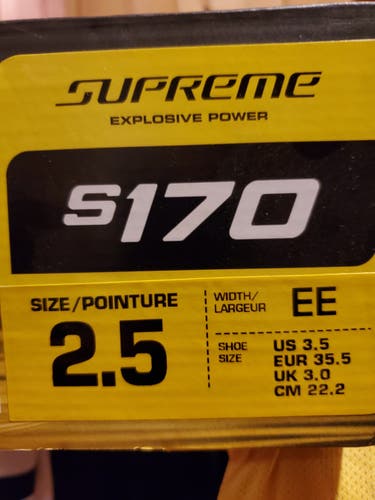 SUPREME
EXPLOSIVE POWER
S170
SIZE/POINTURE
2.5
WIDTH/
LARGEUR
EE
SHOE
SIZE
US 3.5
EUR 35.5
UK 3.0
CM 22.2